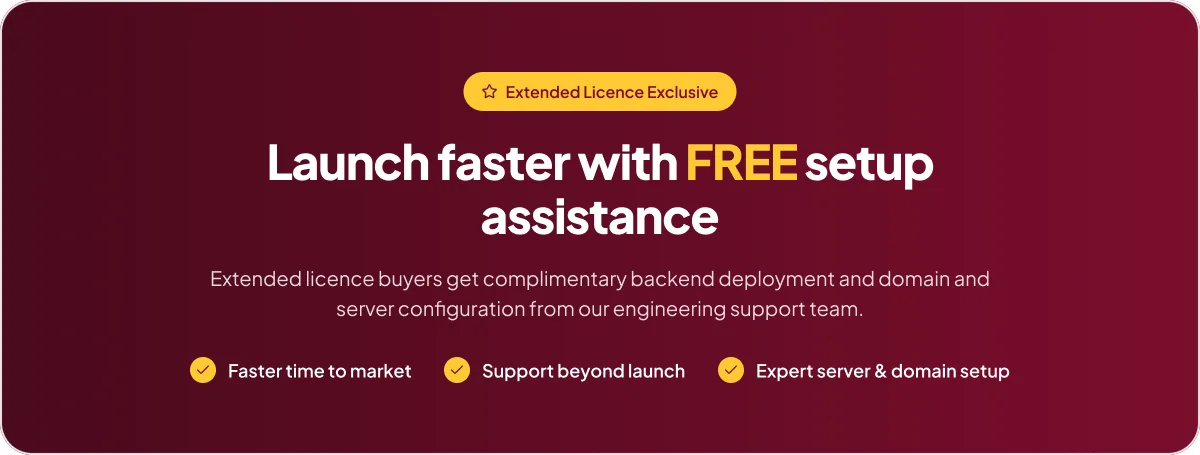 Extended Licence Exclusive
Launch faster with FREE setup
assistance
Extended licence buyers get complimentary backend deployment and domain and
server configuration from our engineering support team.
Faster time to market
Support beyond launch
Expert server & domain setup